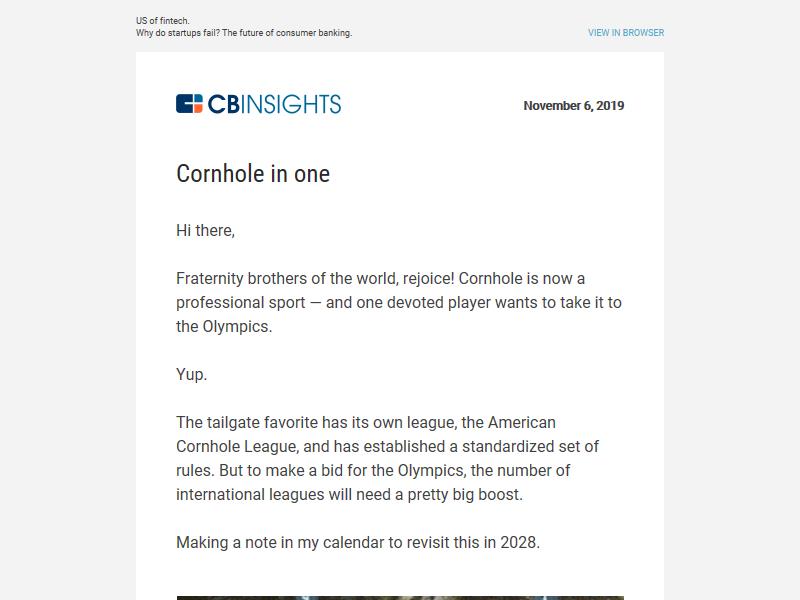 US of fintech.
Why do startups fail? The future of consumer banking.
VIEW IN BROWSER
CBINSIGHTS
November 6, 2019
Cornhole in one
Hi there,
Fraternity brothers of the world, rejoice! Cornhole is now a
professional sport — and one devoted player wants to take it to
the Olympics.
Yup.
The tailgate favorite has its own league, the American
Cornhole League, and has established a standardized set of
rules. But to make a bid for the Olympics, the number of
international leagues will need a pretty big boost.
Making a note in my calendar to revisit this in 2028.